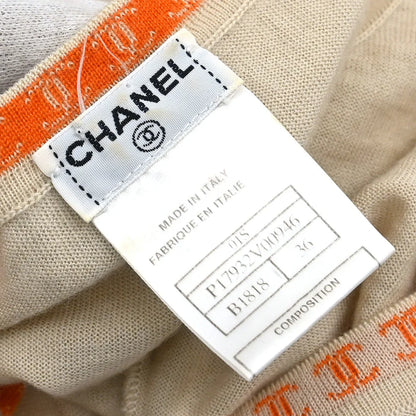 CHANEL
MADE IN ITALY
FABRIQUE EN ITALIE
01S
P17932V00946
B1818 36
COMPOSITION